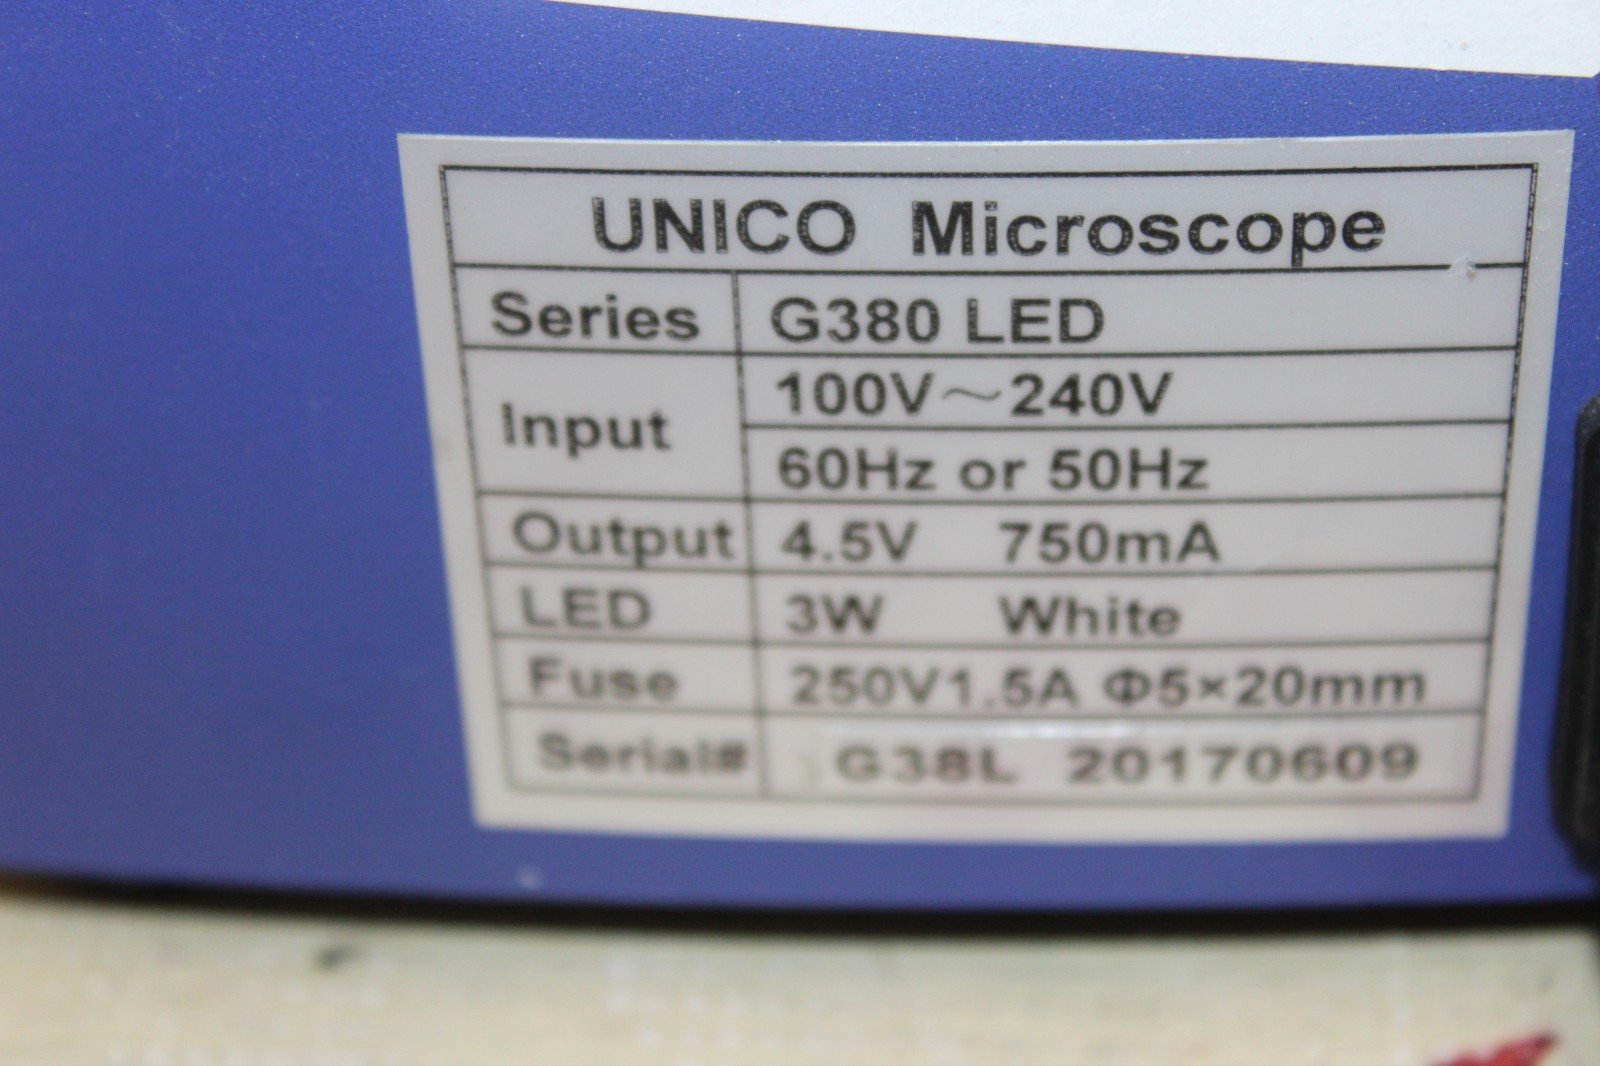 UNICO Microscope
Series G380 LED
Input 100V～240V
60Hz or 50Hz
Output 4.5V 750mA
LED 3W White
Fuse 250V1.5A Φ5×20mm
Serial# G38L 20170609